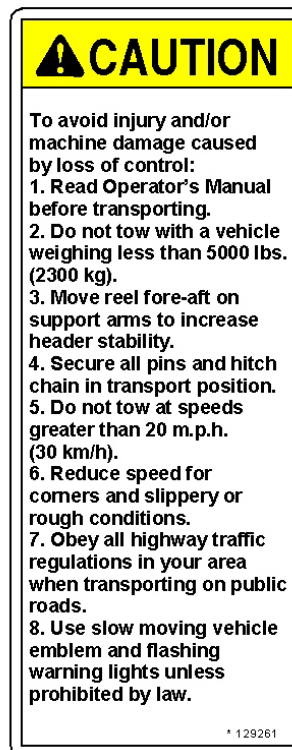 CAUTION
To avoid injury and/or
machine damage caused
by loss of control:
1. Read Operator's Manual
before transporting.
2. Do not tow with a vehicle
weighing less than 5000 lbs.
(2300 kg).
3. Move reel fore-aft on
support arms to increase
header stability.
4. Secure all pins and hitch
chain in transport position.
5. Do not tow at speeds
greater than 20 m.p.h.
(30 km/h).
6. Reduce speed for
corners and slippery or
rough conditions.
7. Obey all highway traffic
regulations in your area
when transporting on public
roads.
8. Use slow moving vehicle
emblem and flashing
warning lights unless
prohibited by law.
* 129261